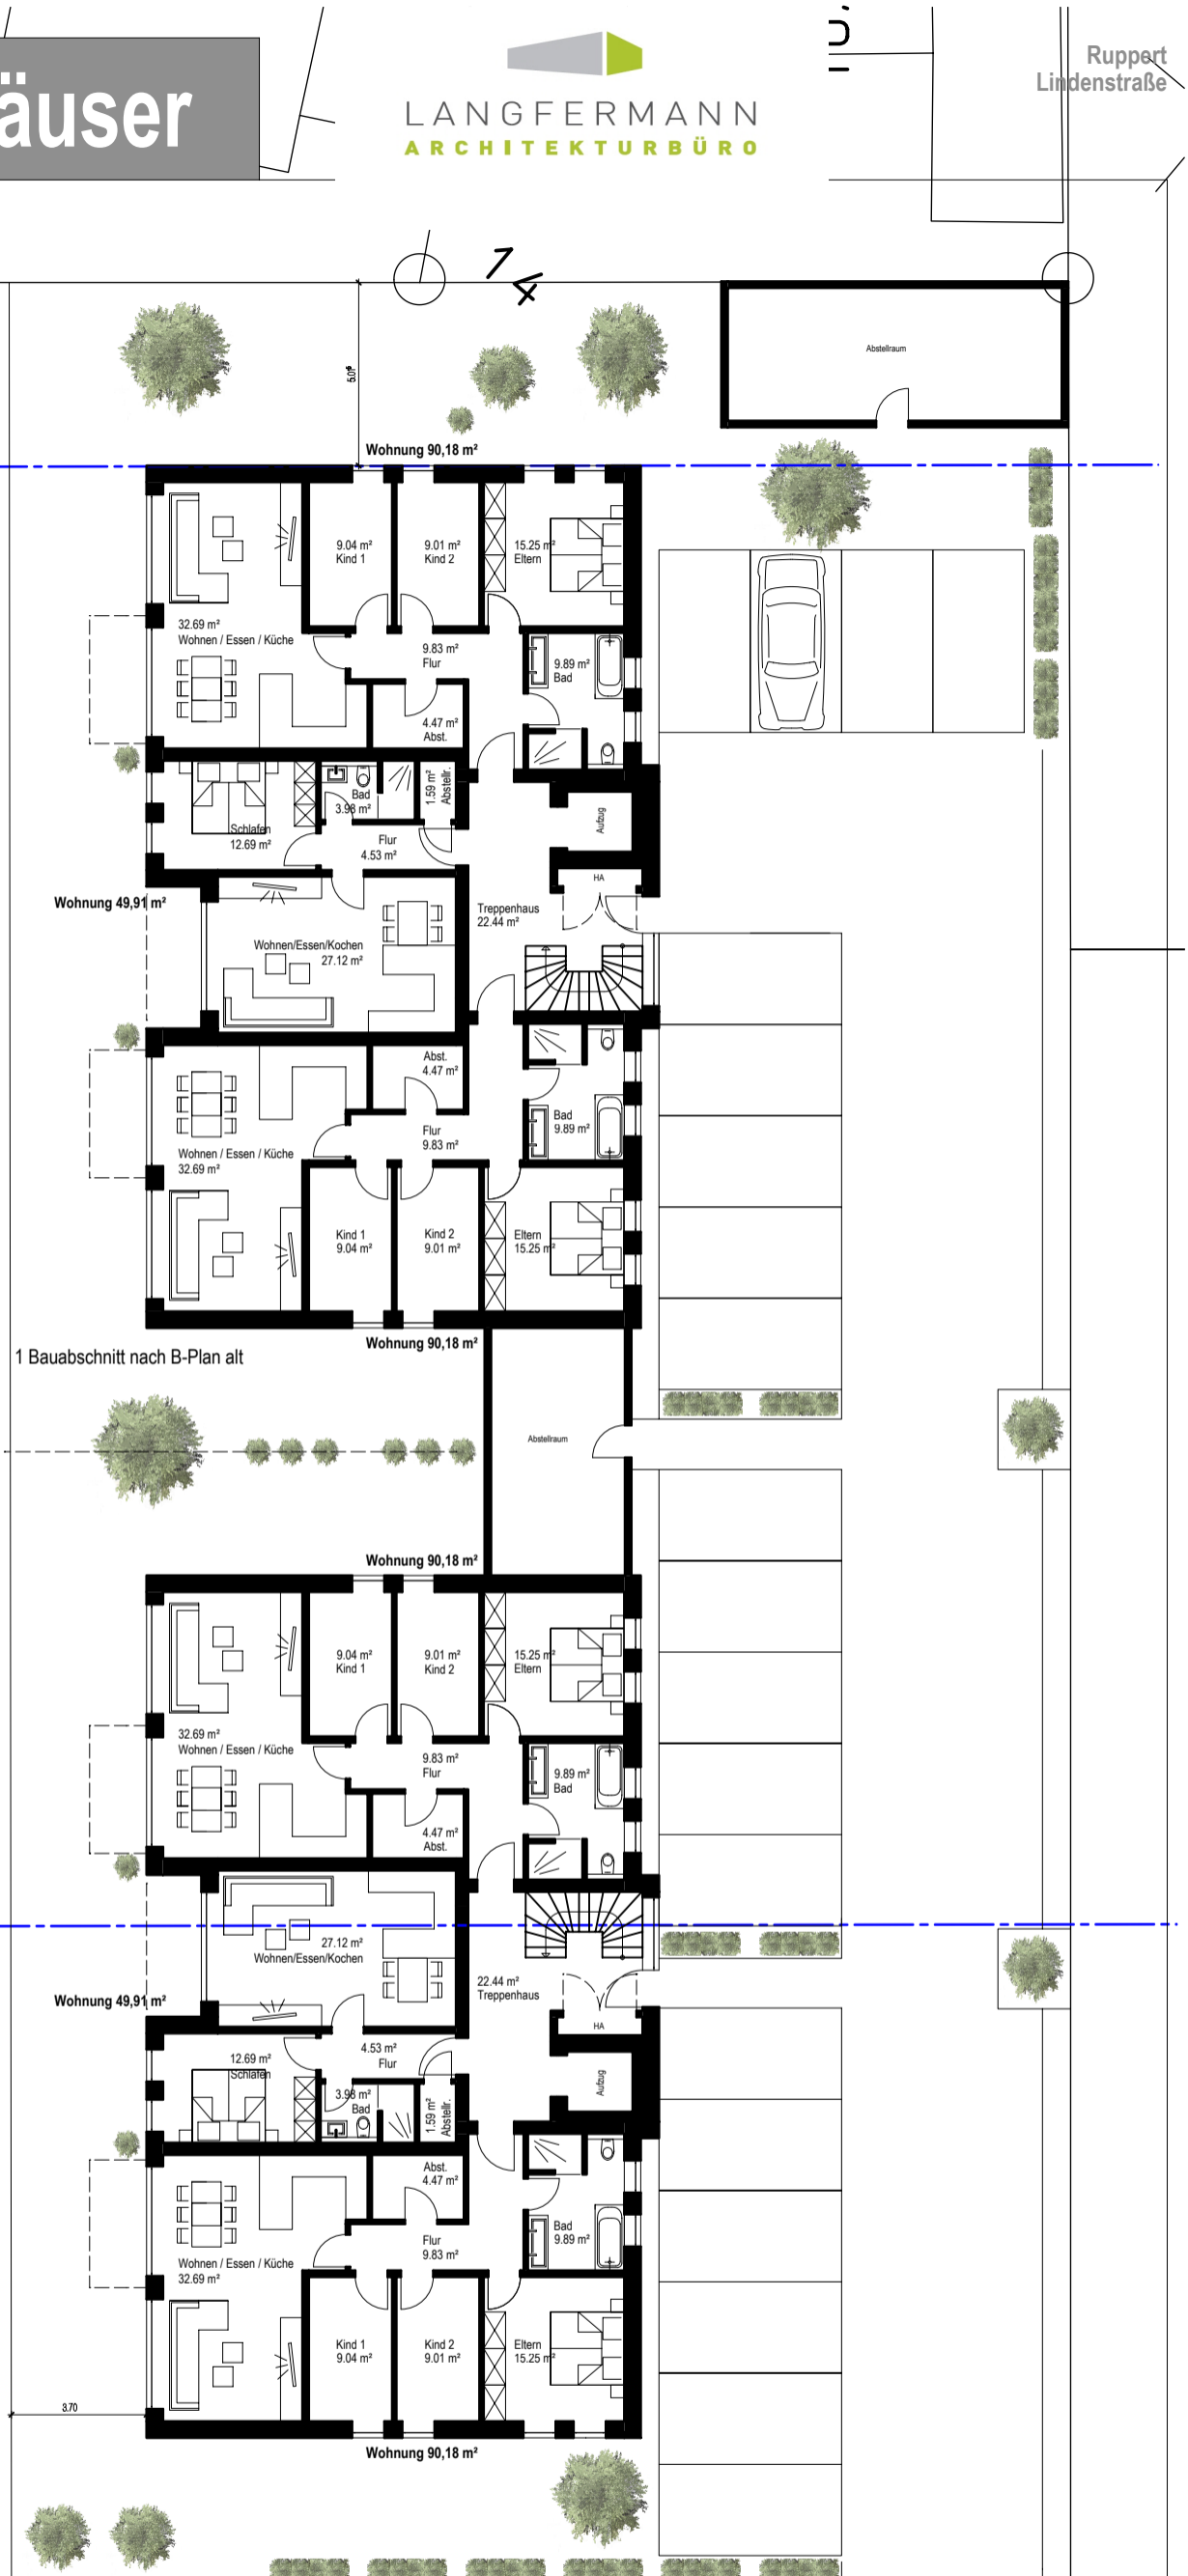 äuser
LANGFERMANN
ARCHITEKTURBÜRO
Ruppert
Lindenstraße
14
Abstellraum
5.01⁵
Wohnung 90,18 m²
9.04 m²
Kind 1
9.01 m²
Kind 2
15.25 m²
Eltern
32.69 m²
Wohnen / Essen / Küche
9.83 m²
Flur
9.89 m²
Bad
4.47 m²
Abst.
Bad
3.98 m²
1.59 m²
Abstellr.
Schlafen
12.69 m²
Flur
4.53 m²
Aufzug
HA
Wohnung 49,91 m²
Treppenhaus
22.44 m²
Wohnen/Essen/Kochen
27.12 m²
Abst.
4.47 m²
Bad
9.89 m²
Flur
9.83 m²
Wohnen / Essen / Küche
32.69 m²
Kind 1
9.04 m²
Kind 2
9.01 m²
Eltern
15.25 m²
Wohnung 90,18 m²
1 Bauabschnitt nach B-Plan alt
Abstellraum
Wohnung 90,18 m²
9.04 m²
Kind 1
9.01 m²
Kind 2
15.25 m²
Eltern
32.69 m²
Wohnen / Essen / Küche
9.83 m²
Flur
9.89 m²
Bad
4.47 m²
Abst.
27.12 m²
Wohnen/Essen/Kochen
22.44 m²
Treppenhaus
Wohnung 49,91 m²
HA
4.53 m²
Flur
12.69 m²
Schlafen
3.98 m²
Bad
1.59 m²
Abstellr.
Aufzug
Abst.
4.47 m²
Bad
9.89 m²
Flur
9.83 m²
Wohnen / Essen / Küche
32.69 m²
Kind 1
9.04 m²
Kind 2
9.01 m²
Eltern
15.25 m²
3.70
Wohnung 90,18 m²